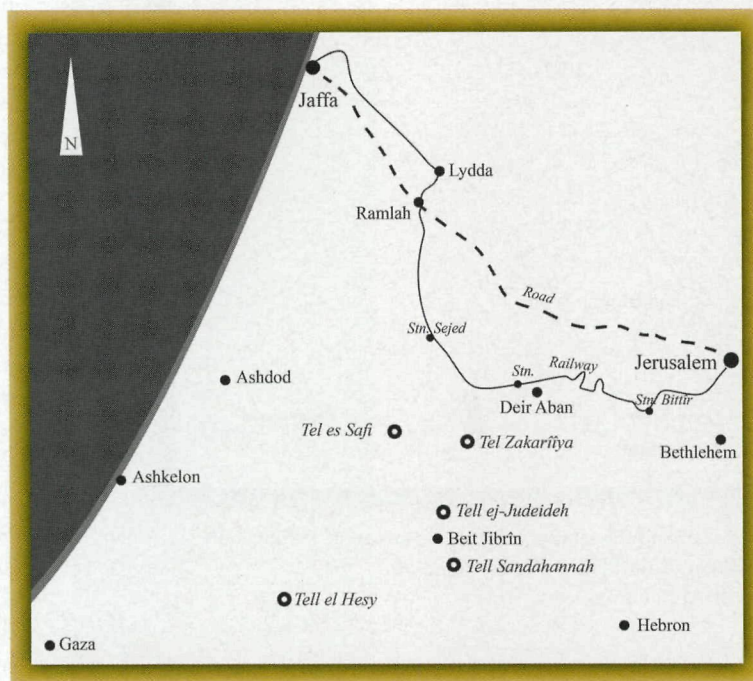 Jaffa
N
Lydda
Ramlah
Road
Stn. Sejed
Jerusalem
Stn.
Railway
Ashdod
Stn. Bittir
Deir Aban
Tel es Safi
Tel Zakarîîya
Bethlehem
Ashkelon
Tell ej-Judeideh
Beit Jibrîn
Tell Sandahannah
Tell el Hesy
Hebron
Gaza